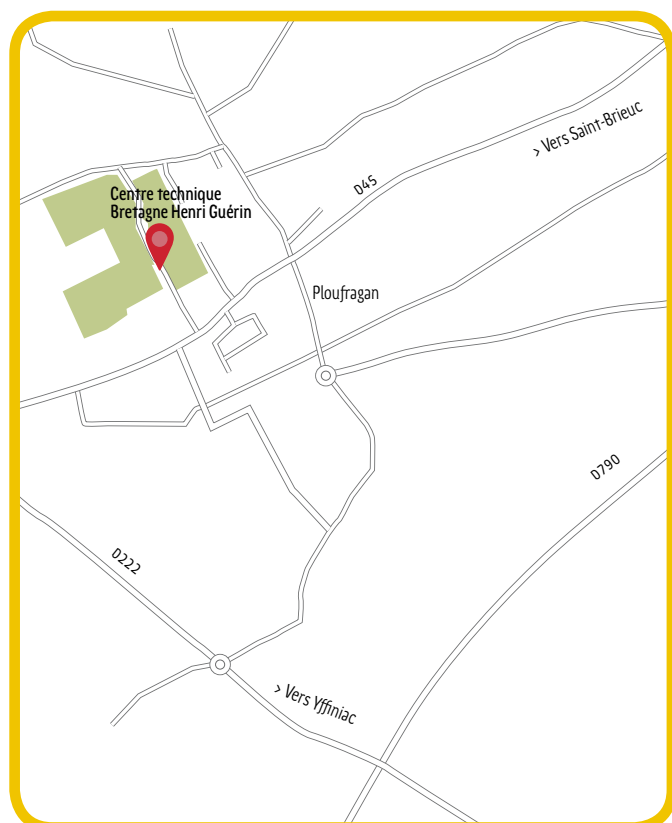 > Vers Saint-Brieuc
D45
Centre technique
Bretagne Henri Guérin
Ploufragan
D790
D222
> Vers Yffiniac